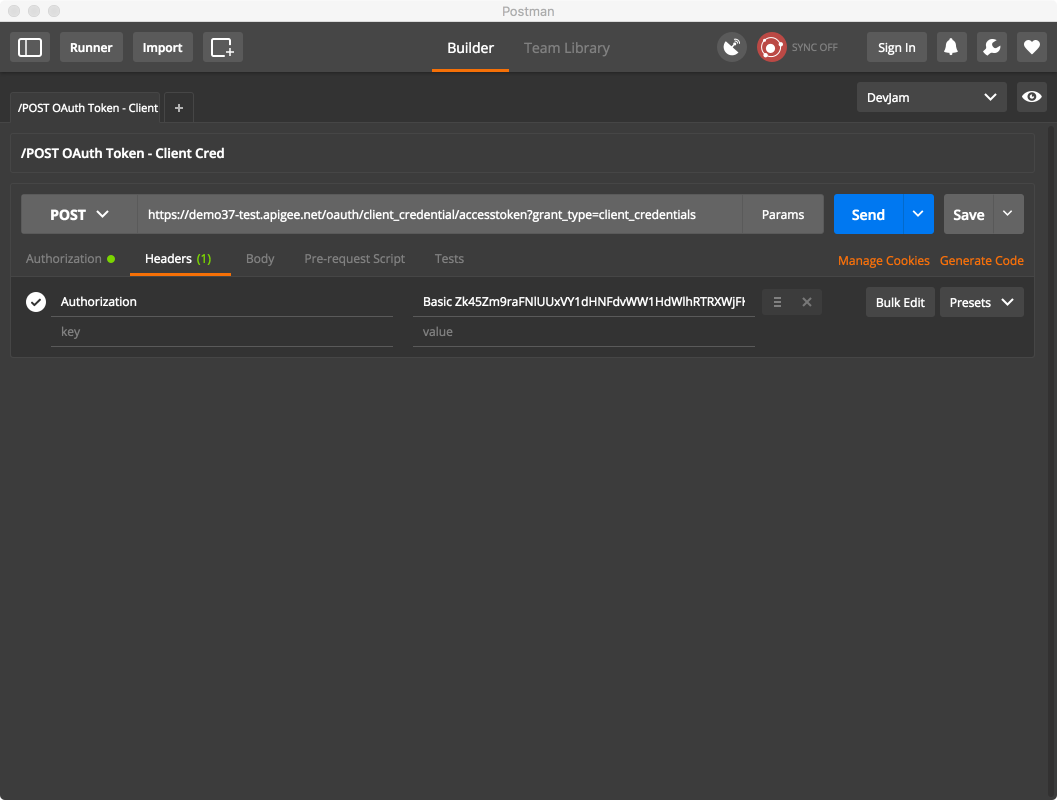 Postman
Runner Import Builder Team Library SYNC OFF Sign In
/POST OAuth Token - Client + DevJam
/POST OAuth Token - Client Cred
POST https://demo37-test.apigee.net/oauth/client_credential/accesstoken?grant_type=client_credentials Params Send Save
Authorization Headers (1) Body Pre-request Script Tests Manage Cookies Generate Code
Authorization Basic Bulk Edit Presets
key value